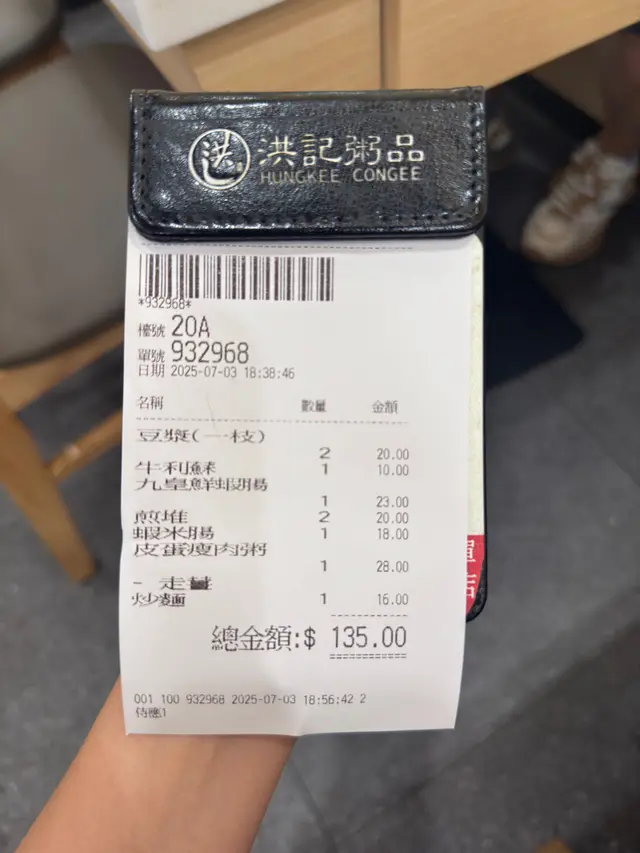 洪 洪記粥品
HUNGKEE CONGEE
*932968*
檯號 20A
單號 932968
日期 2025-07-03 18:38:46
名稱 數量 金額
豆漿(一枝)
2 20.00
牛利酥 1 10.00
九皇鮮蝦腸
1 23.00
煎堆 2 20.00
蝦米腸 1 18.00
皮蛋瘦肉粥
1 28.00
- 走
炒麵 1 16.00
總金額:$ 135.00
001 100 932968 2025-07-03 18:56:42 2
侍應1